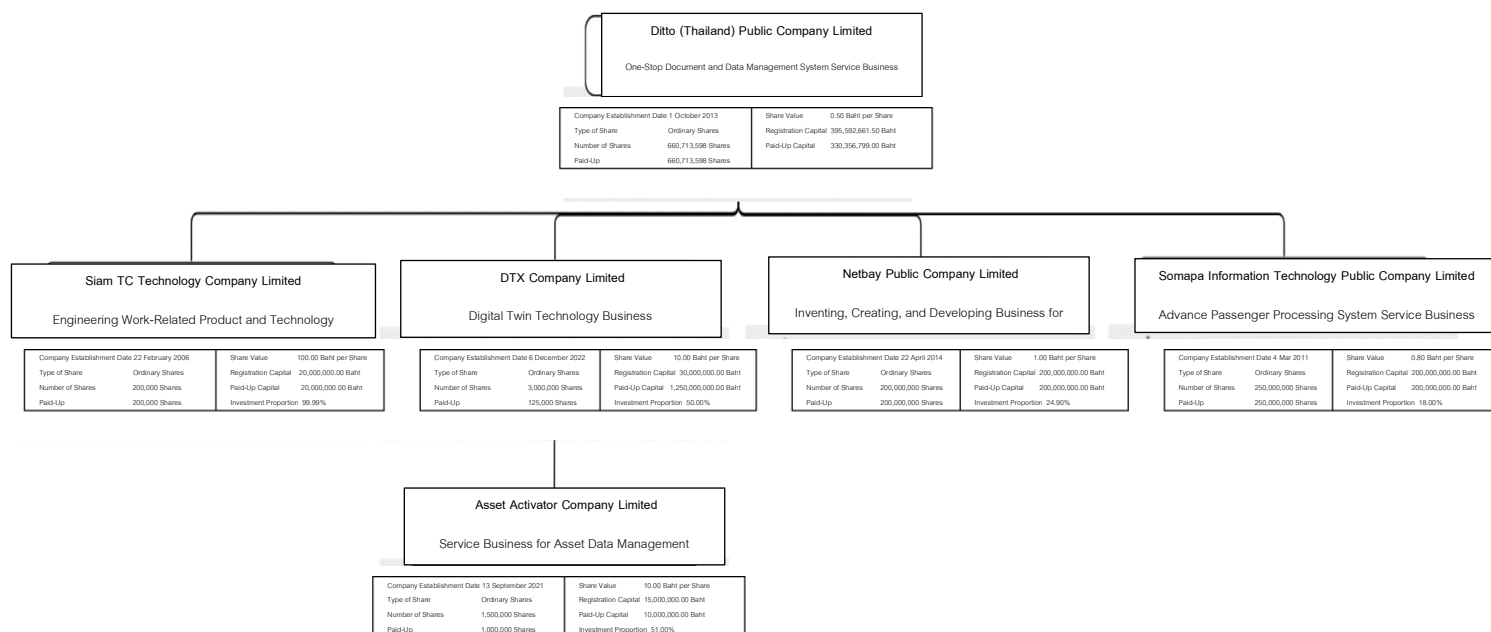 Ditto (Thailand) Public Company Limited
One-Stop Document and Data Management System Service Business
Company Establishment Date 1 October 2013
Type of Share Ordinary Shares
Number of Shares 660,713,598 Shares
Paid-Up 660,713,598 Shares
Share Value 0.50 Baht per Share
Registration Capital 395,592,661.50 Baht
Paid-Up Capital 330,356,799.00 Baht
Siam TC Technology Company Limited
Engineering Work-Related Product and Technology
Company Establishment Date 22 February 2006
Type of Share Ordinary Shares
Number of Shares 200,000 Shares
Paid-Up 200,000 Shares
Share Value 100.00 Baht per Share
Registration Capital 20,000,000.00 Baht
Paid-Up Capital 20,000,000.00 Baht
Investment Proportion 99.99%
DTX Company Limited
Digital Twin Technology Business
Company Establishment Date 6 December 2022
Type of Share Ordinary Shares
Number of Shares 3,000,000 Shares
Paid-Up 125,000 Shares
Share Value 10.00 Baht per Share
Registration Capital 30,000,000.00 Baht
Paid-Up Capital 1,250,000,000.00 Baht
Investment Proportion 50.00%
Netbay Public Company Limited
Inventing, Creating, and Developing Business for
Company Establishment Date 22 April 2014
Type of Share Ordinary Shares
Number of Shares 200,000,000 Shares
Paid-Up 200,000,000 Shares
Share Value 1.00 Baht per Share
Registration Capital 200,000,000.00 Baht
Paid-Up Capital 200,000,000.00 Baht
Investment Proportion 24.90%
Somapa Information Technology Public Company Limited
Advance Passenger Processing System Service Business
Company Establishment Date 4 Mar 2011
Type of Share Ordinary Shares
Number of Shares 250,000,000 Shares
Paid-Up 250,000,000 Shares
Share Value 0.80 Baht per Share
Registration Capital 200,000,000.00 Baht
Paid-Up Capital 200,000,000.00 Baht
Investment Proportion 18.00%
Asset Activator Company Limited
Service Business for Asset Data Management
Company Establishment Date 13 September 2021
Type of Share Ordinary Shares
Number of Shares 1,500,000 Shares
Paid-Up 1,000,000 Shares
Share Value 10.00 Baht per Share
Registration Capital 15,000,000.00 Baht
Paid-Up Capital 10,000,000.00 Baht
Investment Proportion 51.00%